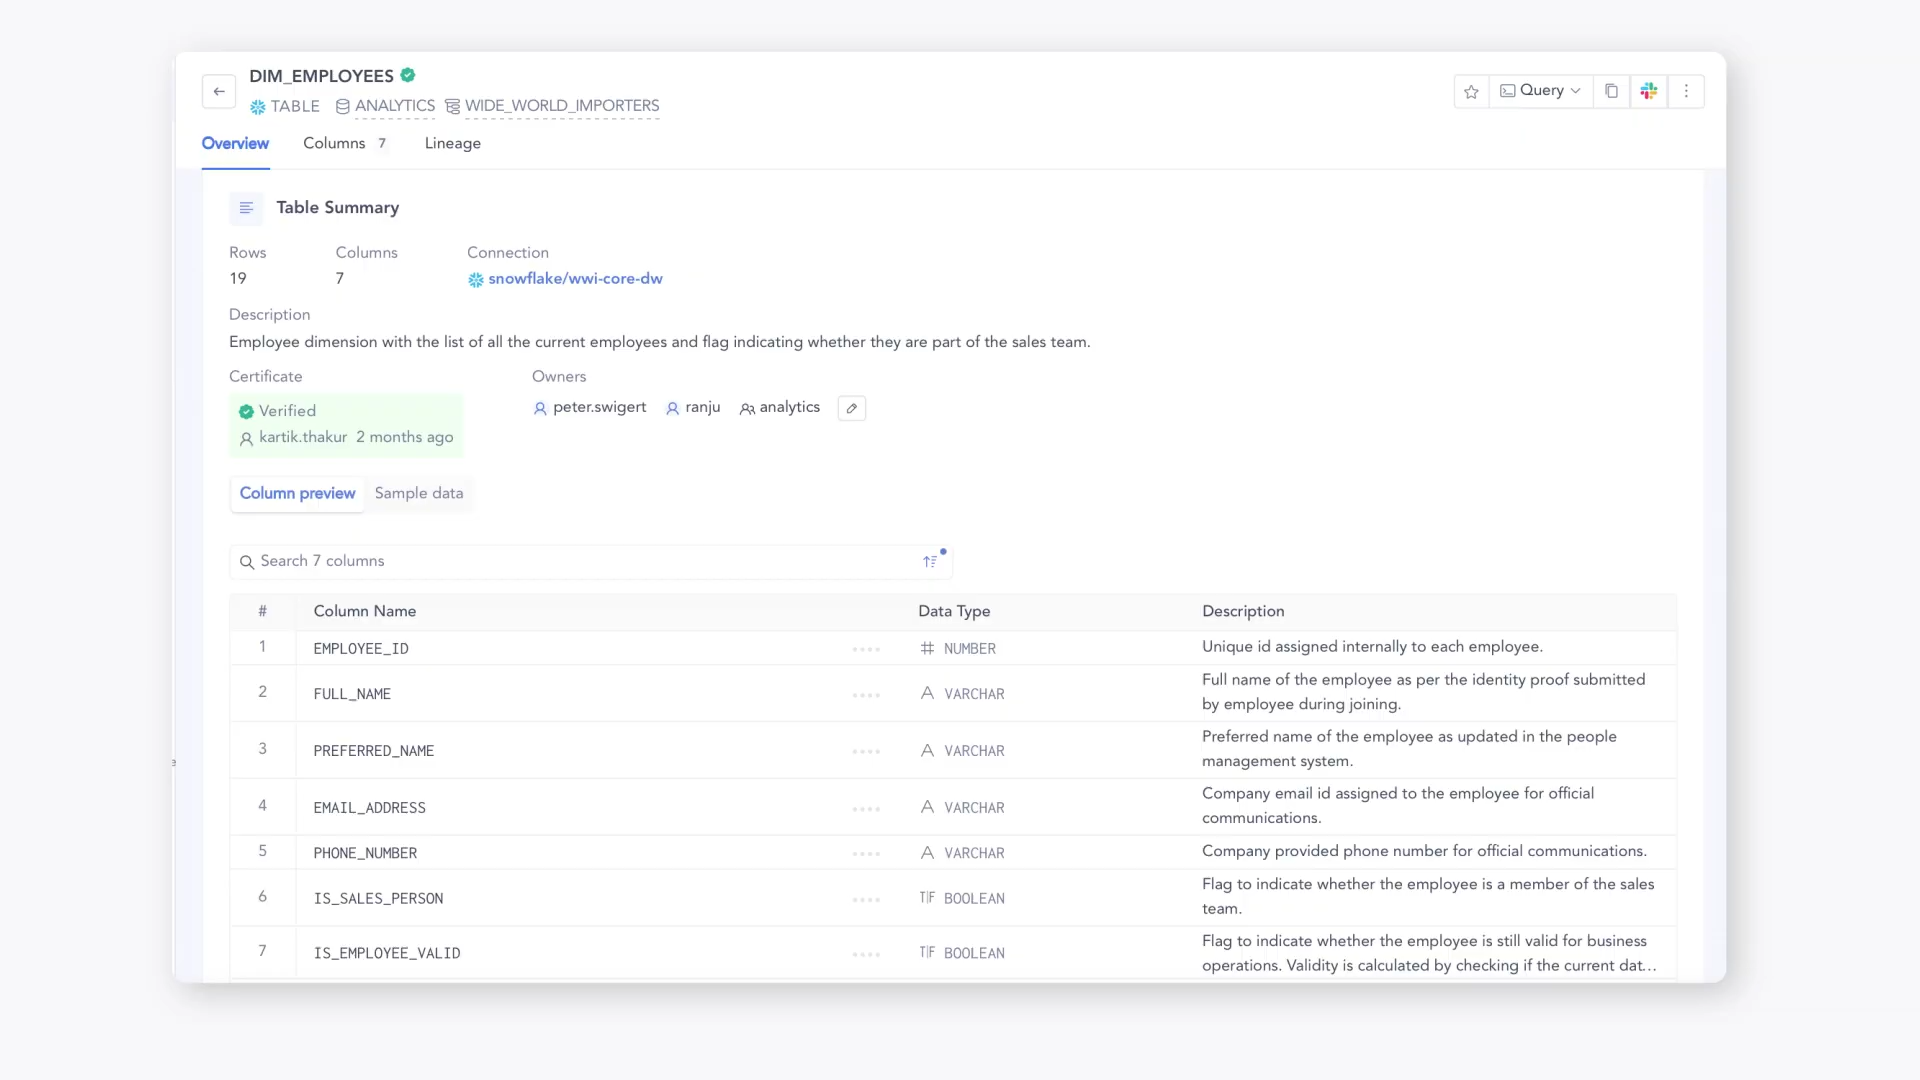 DIM_EMPLOYEES
TABLE ANALYTICS WIDE_WORLD_IMPORTERS
Query
Overview Columns 7 Lineage
Table Summary
Rows Columns Connection
19 7 snowflake/wwi-core-dw
Description
Employee dimension with the list of all the current employees and flag indicating whether they are part of the sales team.
Certificate Owners
Verified
kartik.thakur 2 months ago
peter.swigert ranju analytics
Column preview Sample data
Search 7 columns
# Column Name Data Type Description
1 EMPLOYEE_ID # NUMBER Unique id assigned internally to each employee.
2 FULL_NAME A VARCHAR Full name of the employee as per the identity proof submitted
by employee during joining.
3 PREFERRED_NAME A VARCHAR Preferred name of the employee as updated in the people
management system.
4 EMAIL_ADDRESS A VARCHAR Company email id assigned to the employee for official
communications.
5 PHONE_NUMBER A VARCHAR Company provided phone number for official communications.
6 IS_SALES_PERSON T|F BOOLEAN Flag to indicate whether the employee is a member of the sales
team.
7 IS_EMPLOYEE_VALID T|F BOOLEAN Flag to indicate whether the employee is still valid for business
operations. Validity is calculated by checking if the current dat...